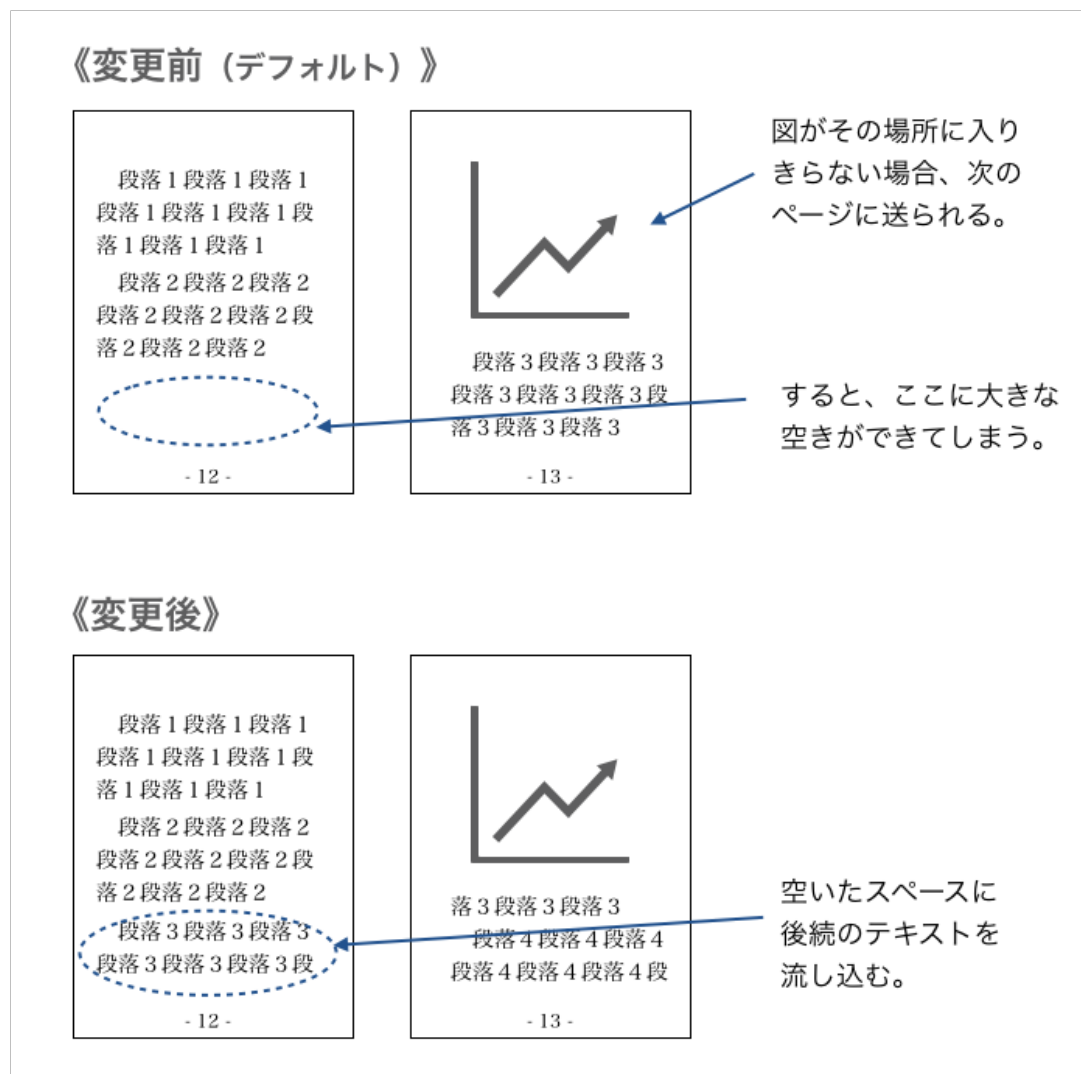 《変更前（デフォルト）》
段落１段落１段落１
段落１段落１段落１段
落１段落１段落１
段落２段落２段落２
段落２段落２段落２段
落２段落２段落２
- 12 -
段落３段落３段落３
段落３段落３段落３段
落３段落３段落３
- 13 -
図がその場所に入り
きらない場合、次の
ページに送られる。
すると、ここに大きな
空きができてしまう。
《変更後》
段落１段落１段落１
段落１段落１段落１段
落１段落１段落１
段落２段落２段落２
段落２段落２段落２段
落２段落２段落２
段落３段落３段落３
段落３段落３段落３段
- 12 -
落３段落３段落３
段落４段落４段落４
段落４段落４段落４段
- 13 -
空いたスペースに
後続のテキストを
流し込む。